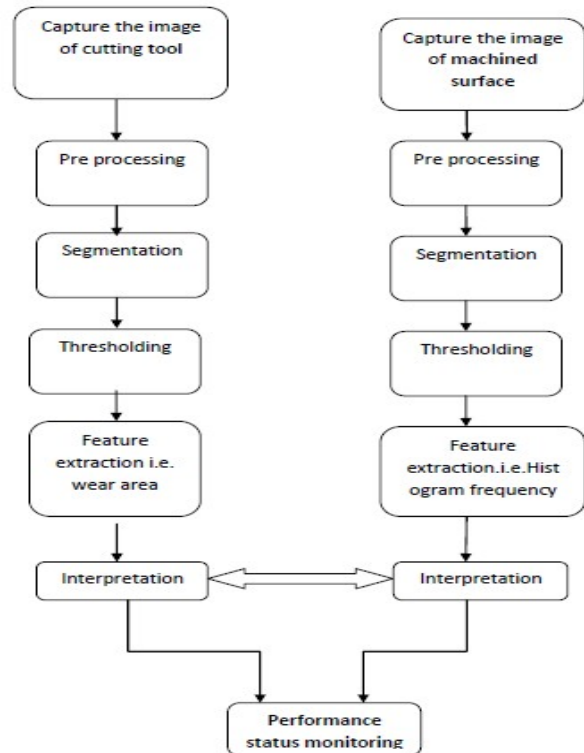 Capture the image
of cutting tool
Pre processing
Segmentation
Thresholding
Feature
extraction i.e.
wear area
Interpretation
Capture the image
of machined
surface
Pre processing
Segmentation
Thresholding
Feature
extraction.i.e.Hist
ogram frequency)
Interpretation
Performance
status monitoring